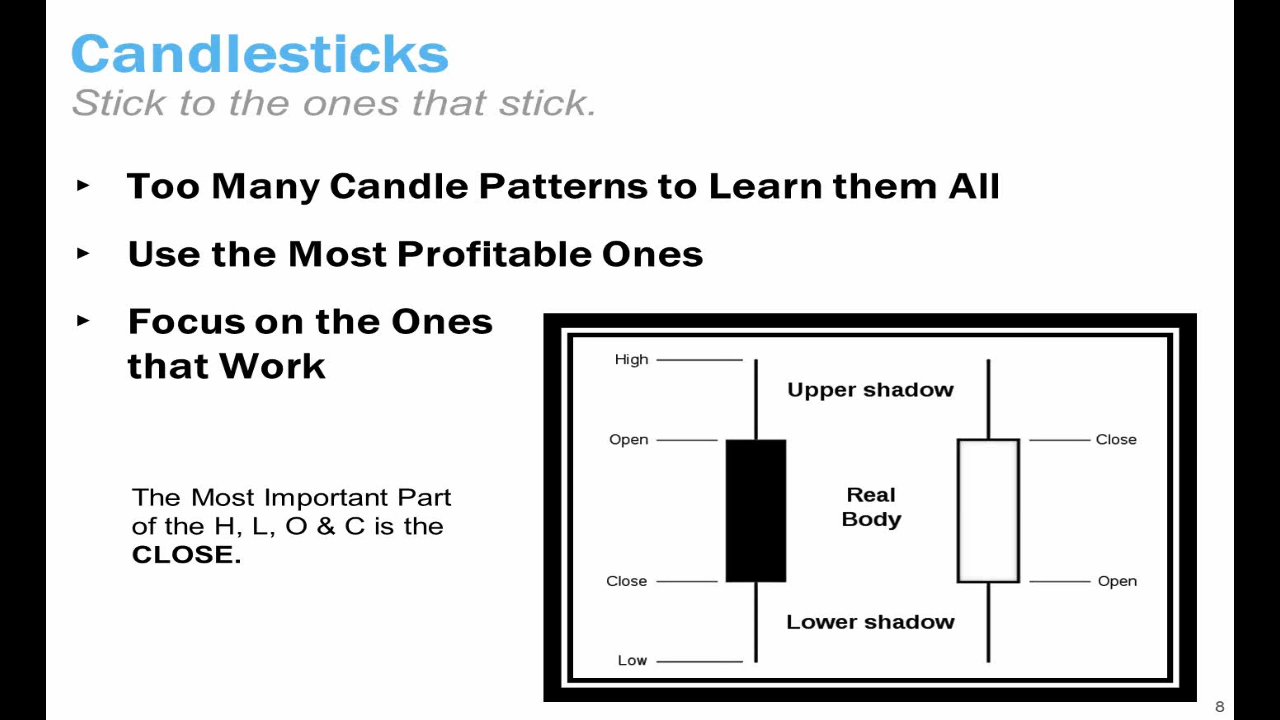 Candlesticks
Stick to the ones that stick.
► Too Many Candle Patterns to Learn them All
► Use the Most Profitable Ones
► Focus on the Ones
that Work
The Most Important Part
of the H, L, O & C is the
CLOSE.
High
Upper shadow
Open
Close
Real
Body
Close
Open
Lower shadow
Low
8